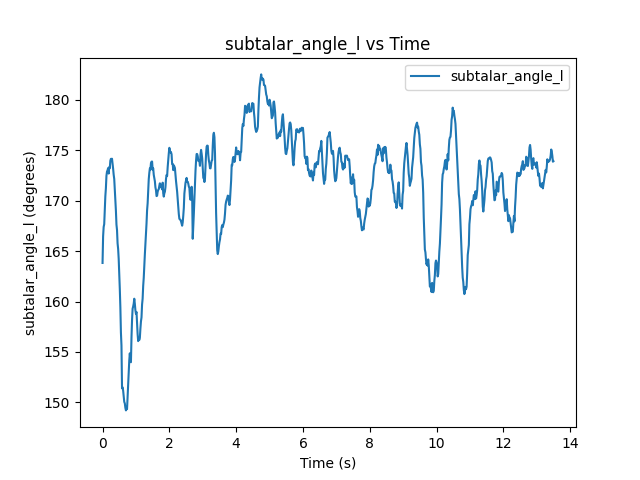 subtalar_angle_l vs Time
subtalar_angle_l
subtalar_angle_l (degrees)
180
175
170
165
160
155
150
0 2 4 6 8 10 12 14
Time (s)